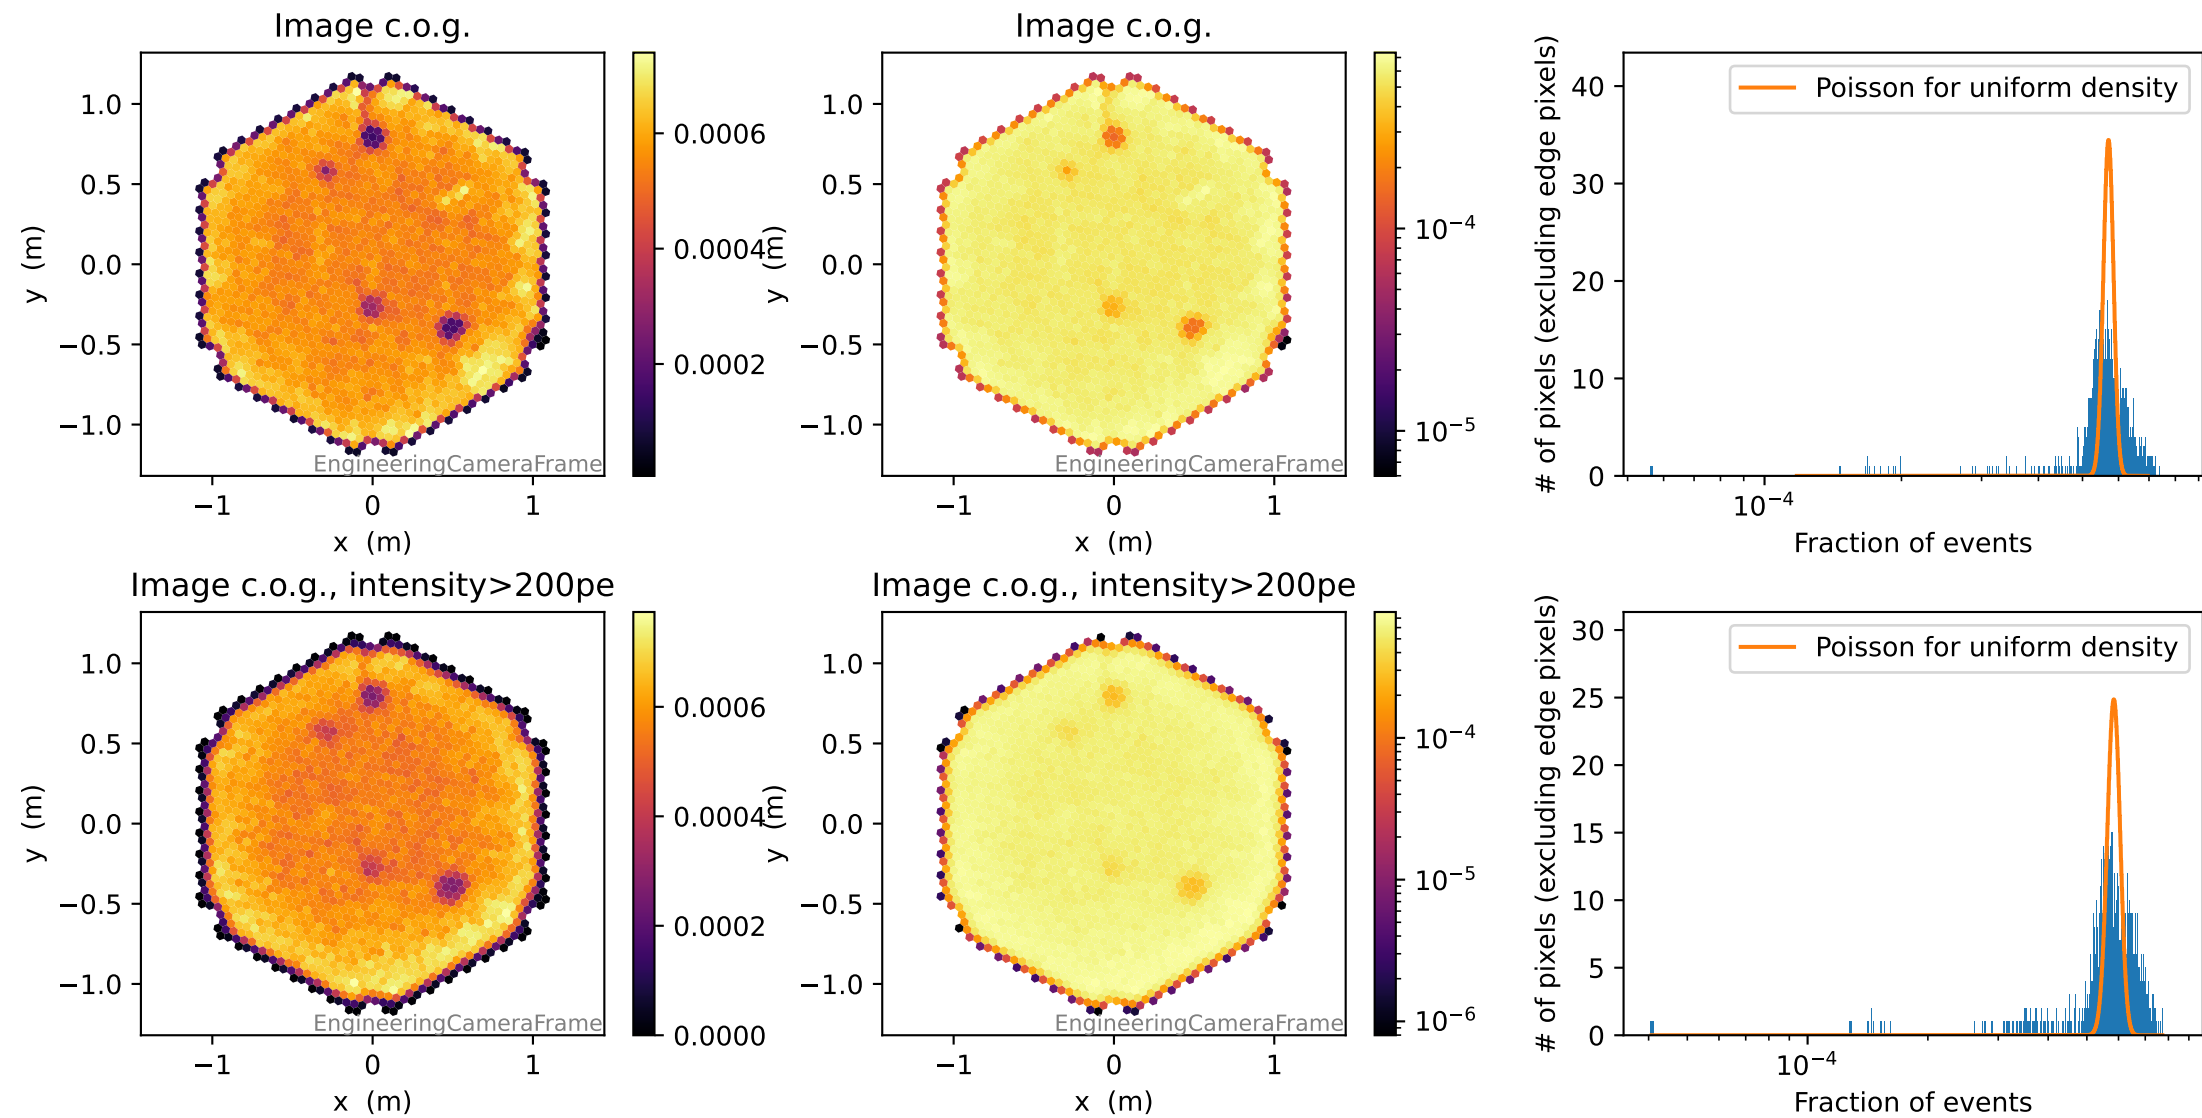 Image c.o.g.
1.0
0.5
0.0
−0.5
−1.0
y (m)
−1
0
1
x (m)
EngineeringCameraFrame
0.0006
0.0004
0.0002
Image c.o.g.
1.0
0.5
0.0
−0.5
−1.0
y (m)
−1
0
1
x (m)
EngineeringCameraFrame
10⁻⁴
10⁻⁵
# of pixels (excluding edge pixels)
40
30
20
10
0
Poisson for uniform density
10⁻⁴
Fraction of events
Image c.o.g., intensity>200pe
1.0
0.5
0.0
−0.5
−1.0
y (m)
−1
0
1
x (m)
EngineeringCameraFrame
0.0006
0.0004
0.0002
0.0000
Image c.o.g., intensity>200pe
1.0
0.5
0.0
−0.5
−1.0
y (m)
−1
0
1
x (m)
EngineeringCameraFrame
10⁻⁴
10⁻⁵
10⁻⁶
# of pixels (excluding edge pixels)
30
25
20
15
10
5
0
Poisson for uniform density
10⁻⁴
Fraction of events